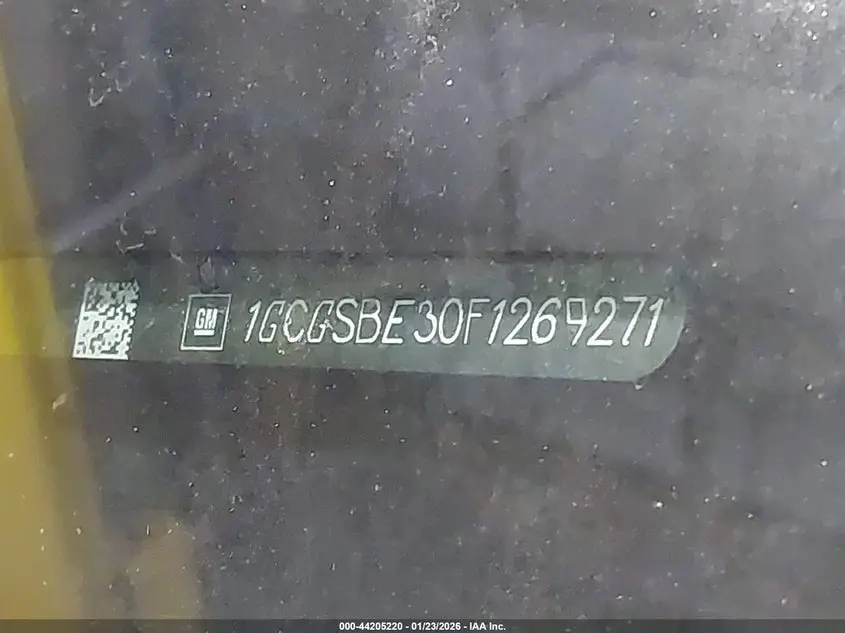 GM 1GCGSBE30F1269271
000-44205220 - 01/23/2026 - IAA Inc.